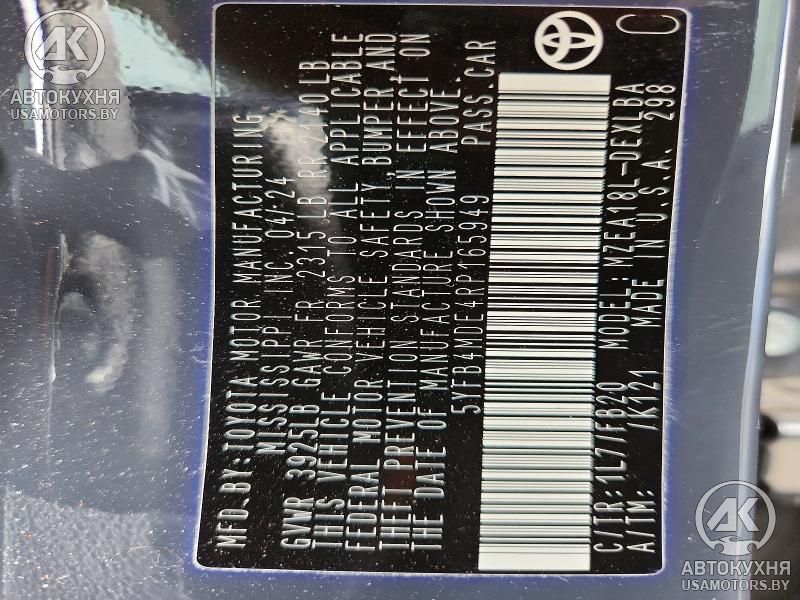 MFD.BY:TOYOTA MOTOR MANUFACTURING
MISSISSIPPI INC. 04/24
GVWR 3925LB GAWR FR 2315 LB RR 2140LB
THIS VEHICLE CONFORMS TO ALL APPLICABLE
FEDERAL MOTOR VEHICLE SAFETY, BUMPER, AND
THEFT PREVENTION STANDARDS IN EFFECT ON
THE DATE OF MANUFACTURE SHOWN ABOVE.
5YFB4MDE4RP165949 PASS.CAR
C/TR: 1L7/FB20 MODEL: MZEA18L-DEXLBA
A/TM: /K121 MADE IN U.S.A. 298
C
АК
АВТОКУХНЯ
USAMOTORS.BY
АК
АВТОКУХНЯ
USAMOTORS.BY